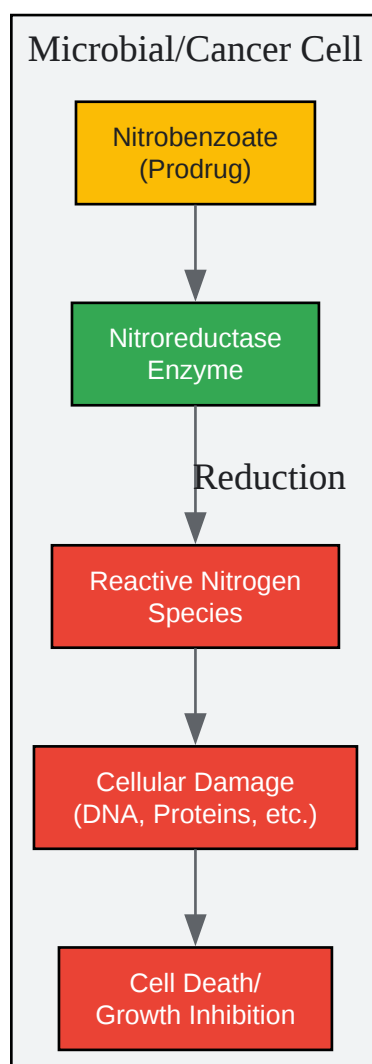 Microbial/Cancer Cell
Nitrobenzoate
(Prodrug)
Nitroreductase
Enzyme
Reduction
Reactive Nitrogen
Species
Cellular Damage
(DNA, Proteins, etc.)
Cell Death/
Growth Inhibition